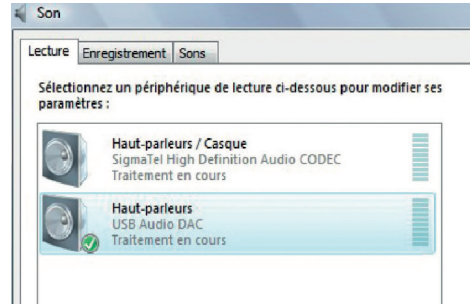 Son
Lecture Enregistrement Sons
Sélectionnez un périphérique de lecture ci-dessous pour modifier ses
paramètres :
Haut-parleurs / Casque
SigmaTel High Definition Audio CODEC
Traitement en cours
Haut-parleurs
USB Audio DAC
Traitement en cours